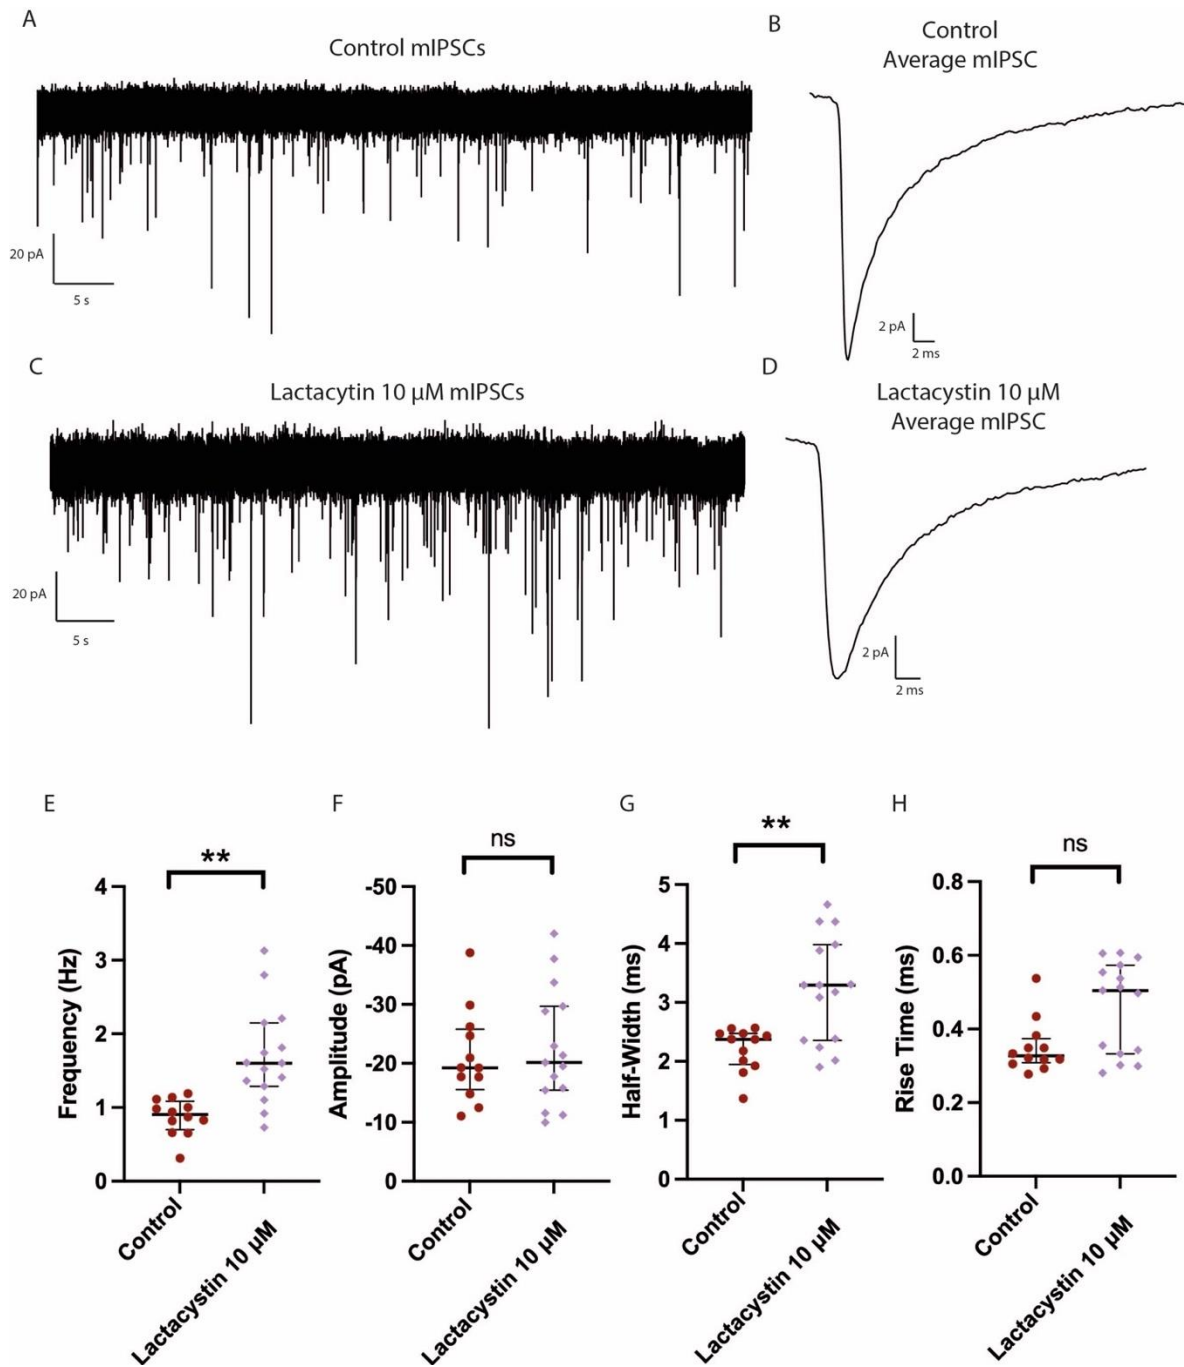 A
Control mIPSCs
20 pA
5 s
B
Control
Average mIPSC
2 pA
2 ms
C
Lactacytin 10 µM mIPSCs
20 pA
5 s
D
Lactacystin 10 µM
Average mIPSC
2 pA
2 ms
E
**
Frequency (Hz)
4
3
2
1
0
Control
Lactacystin 10 µM
F
ns
Amplitude (pA)
-50
-40
-30
-20
-10
0
Control
Lactacystin 10 µM
G
**
Half-Width (ms)
5
4
3
2
1
0
Control
Lactacystin 10 µM
H
ns
Rise Time (ms)
0.8
0.6
0.4
0.2
0.0
Control
Lactacystin 10 µM